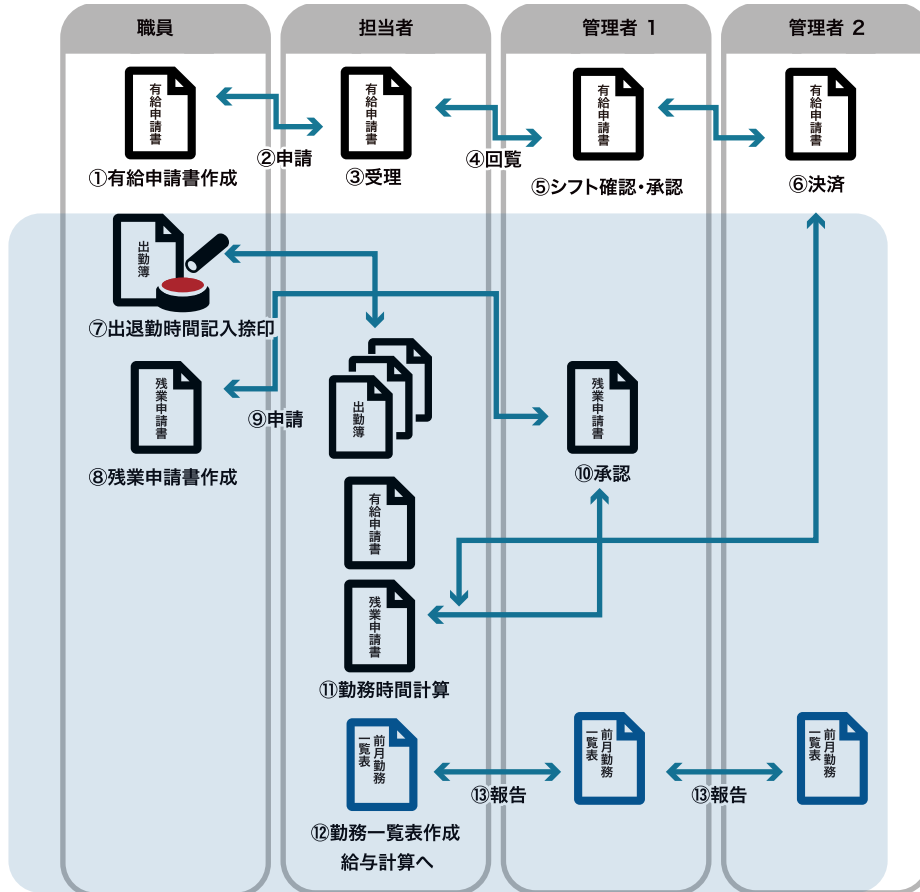 職員
担当者
管理者 1
管理者 2
有給申請書
有給申請書
有給申請書
有給申請書
②申請
④回覧
①有給申請書作成
③受理
⑤シフト確認・承認
⑥決済
出勤簿
⑦出退勤時間記入捺印
残業申請書
出勤簿
残業申請書
⑨申請
⑧残業申請書作成
⑩承認
有給申請書
残業申請書
⑪勤務時間計算
前月勤務
一覧表
前月勤務
一覧表
前月勤務
一覧表
⑬報告
⑬報告
⑫勤務一覧表作成
給与計算へ